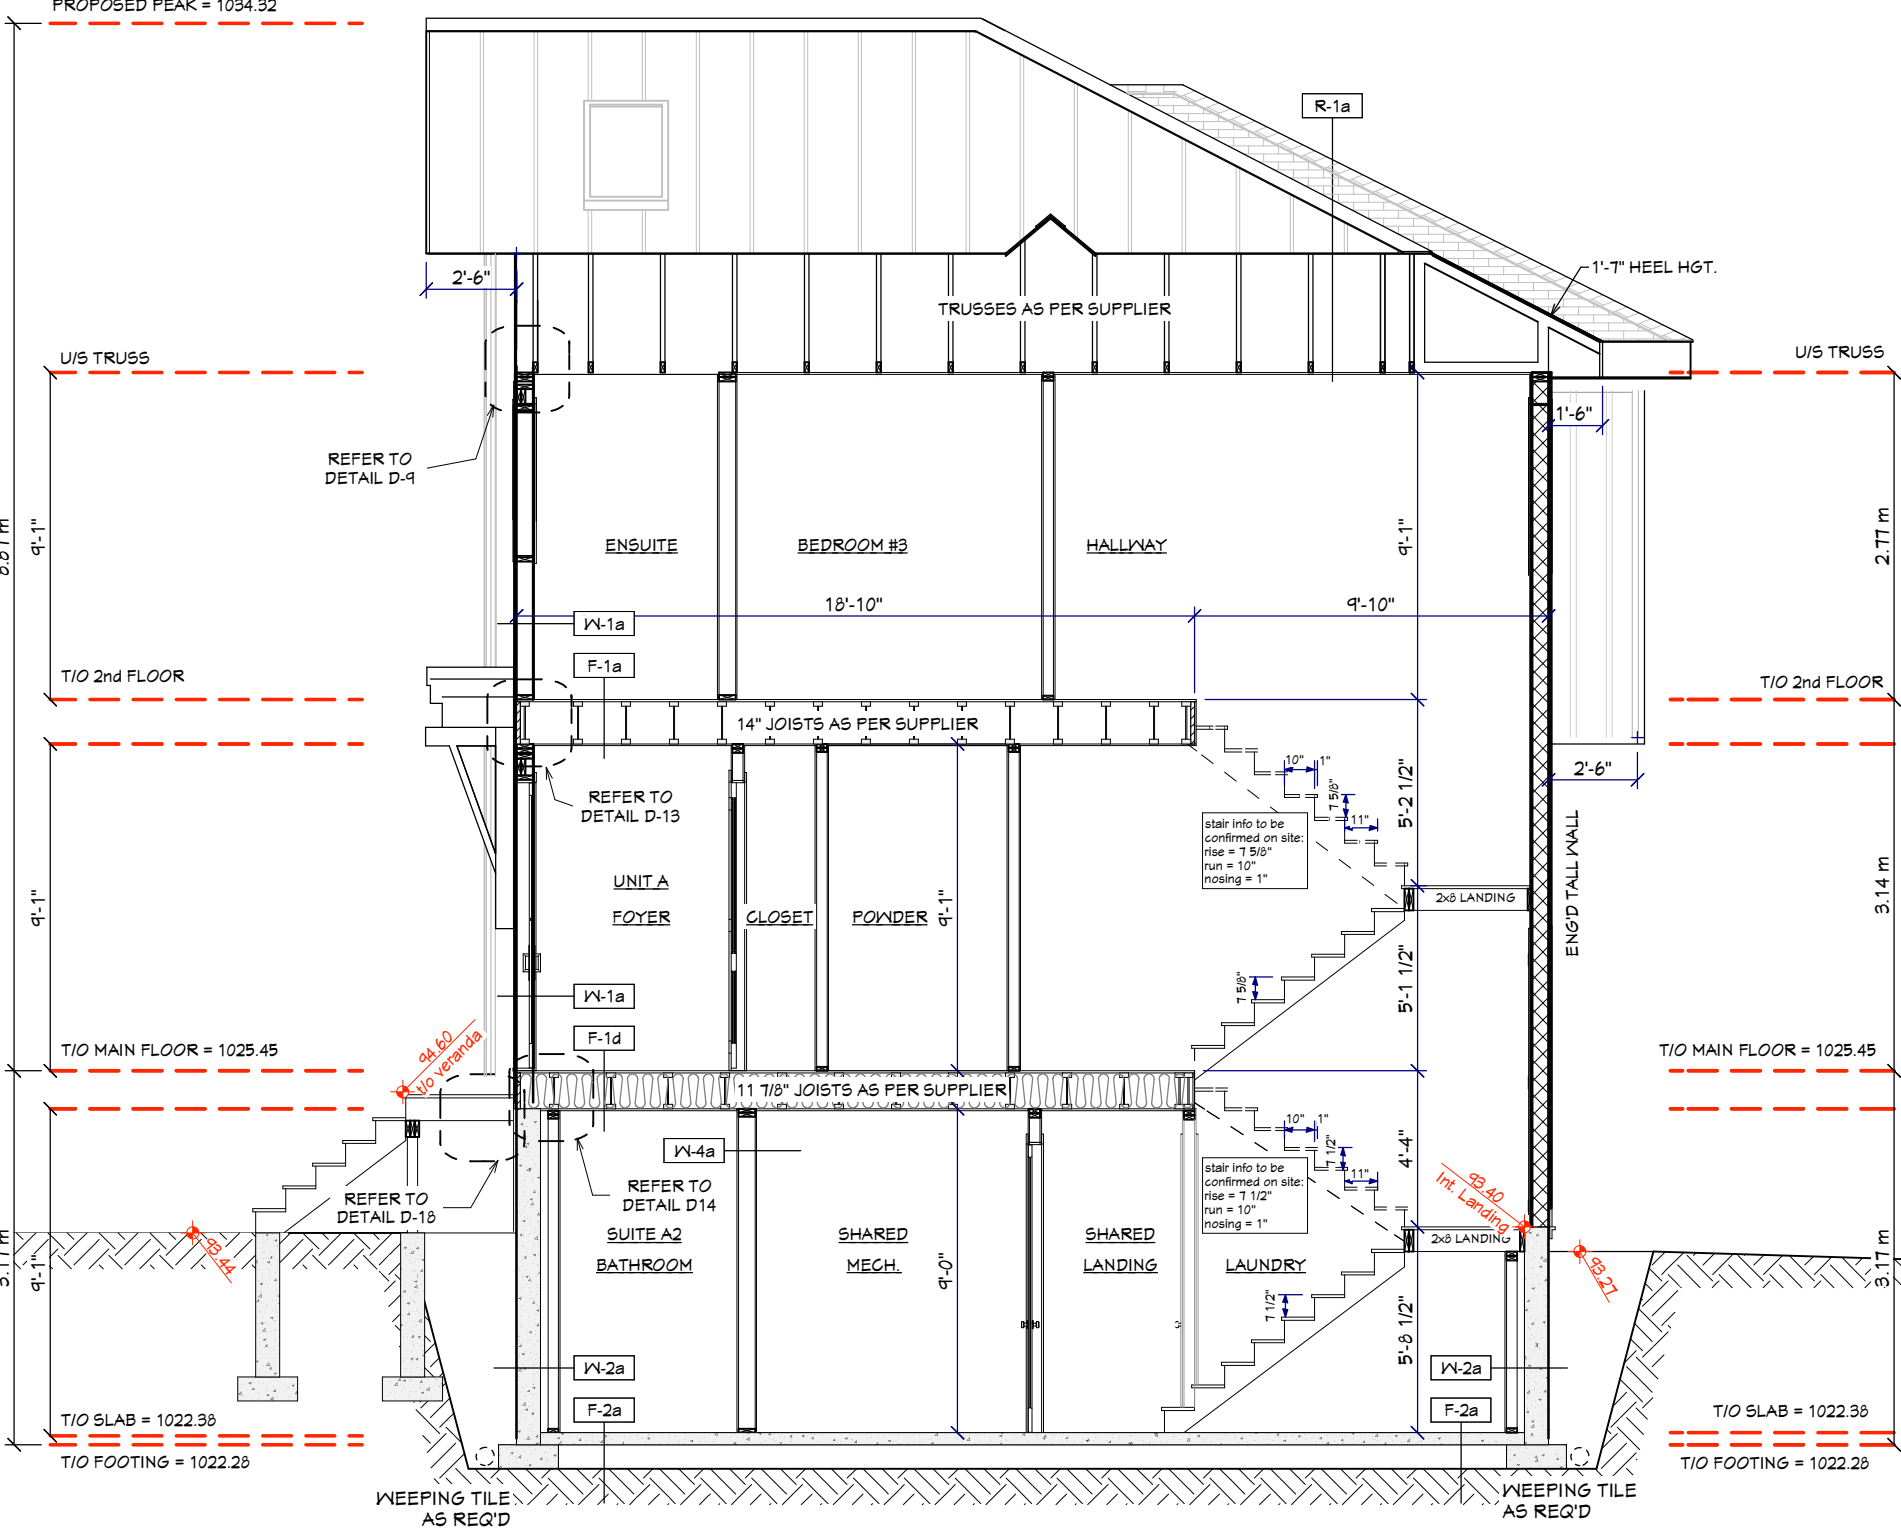 PROPOSED PEAK = 1034.32
R-1a
1'-7" HEEL HGT.
2'-6"
TRUSSES AS PER SUPPLIER
U/S TRUSS
U/S TRUSS
1'-6"
REFER TO
DETAIL D-9
9'-1"
ENSUITE
BEDROOM #3
HALLWAY
9'-1"
2.77 m
18'-10"
9'-10"
W-1a
F-1a
T/O 2nd FLOOR
T/O 2nd FLOOR
14" JOISTS AS PER SUPPLIER
10"
1"
2'-6"
7 5/8"
11"
5'-2 1/2"
REFER TO
DETAIL D-13
stair info to be
confirmed on site:
rise = 7 5/8"
run = 10"
nosing = 1"
ENG'D TALL WALL
9'-1"
UNIT A
FOYER
CLOSET
POWDER
9'-1"
2x8 LANDING
3.14 m
W-1a
7 5/8"
5'-1 1/2"
F-1d
94.60
t/o veranda
T/O MAIN FLOOR = 1025.45
T/O MAIN FLOOR = 1025.45
11 7/8" JOISTS AS PER SUPPLIER
10"
1"
7 1/2"
11"
4'-4"
W-4a
stair info to be
confirmed on site:
rise = 7 1/2"
run = 10"
nosing = 1"
93.40
Int. Landing
REFER TO
DETAIL D-18
REFER TO
DETAIL D14
93.44
SUITE A2
BATHROOM
SHARED
MECH.
SHARED
LANDING
LAUNDRY
2x8 LANDING
93.27
9'-1"
9'-0"
7 1/2"
5'-8 1/2"
3.17 m
W-2a
W-2a
F-2a
F-2a
T/O SLAB = 1022.38
T/O SLAB = 1022.38
T/O FOOTING = 1022.28
T/O FOOTING = 1022.28
WEEPING TILE
AS REQ'D
WEEPING TILE
AS REQ'D